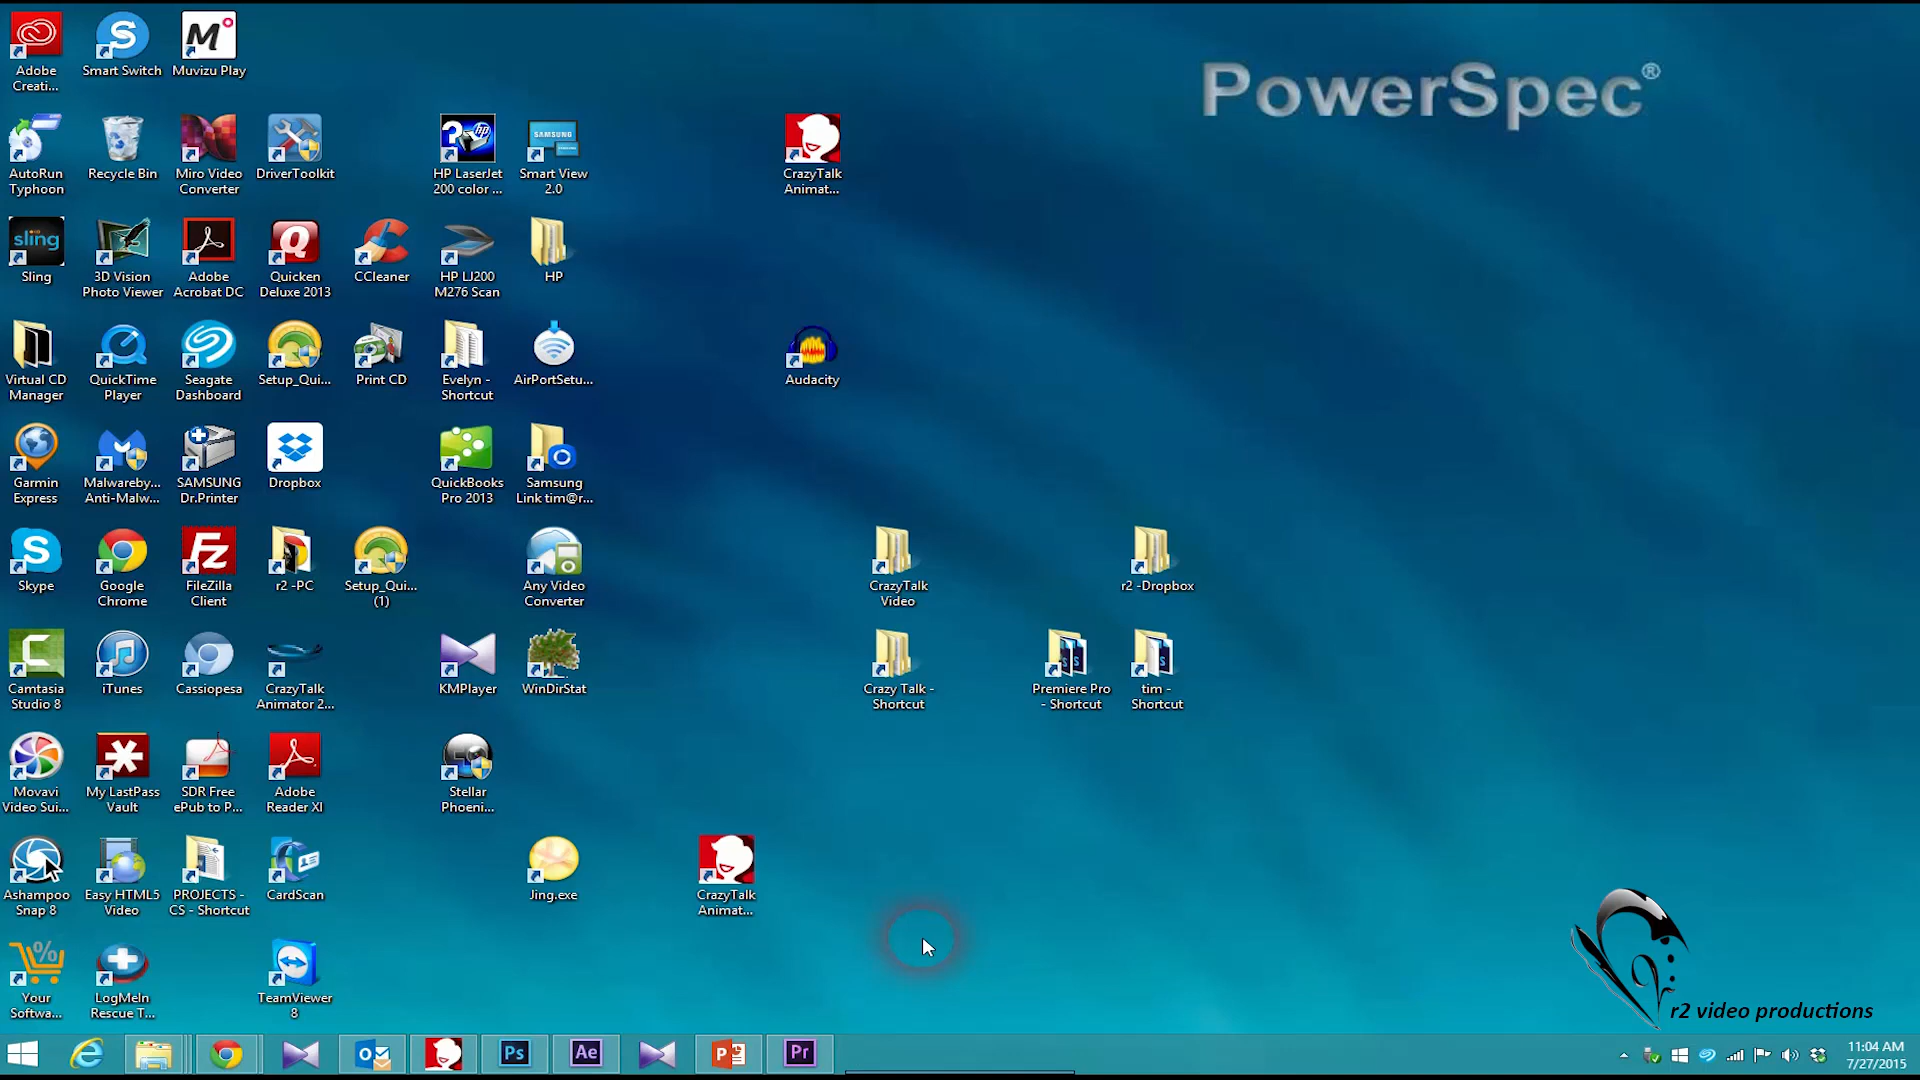 PowerSpec®
Adobe
Creati...
Smart Switch
Muvizu Play
AutoRun
Typhoon
Recycle Bin
Miro Video
Converter
DriverToolkit
HP LaserJet
200 color ...
SAMSUNG
Smart View
2.0
CrazyTalk
Animat...
sling
Sling
3D Vision
Photo Viewer
Adobe
Acrobat DC
Quicken
Deluxe 2013
CCleaner
HP LJ200
M276 Scan
HP
Virtual CD
Manager
QuickTime
Player
Seagate
Dashboard
Setup_Qui...
Print CD
Evelyn -
Shortcut
AirPortSetu...
Audacity
Garmin
Express
Malwareby...
Anti-Malw...
SAMSUNG
Dr.Printer
Dropbox
QuickBooks
Pro 2013
Samsung
Link tim@r...
Skype
Google
Chrome
FileZilla
Client
r2 -PC
Setup_Qui...
(1)
Any Video
Converter
CrazyTalk
Video
r2 -Dropbox
Camtasia
Studio 8
iTunes
Cassiopesa
CrazyTalk
Animator 2...
KMPlayer
WinDirStat
Crazy Talk -
Shortcut
Premiere Pro
- Shortcut
tim -
Shortcut
Movavi
Video Sui...
My LastPass
Vault
SDR Free
ePub to P...
Adobe
Reader XI
Stellar
Phoeni...
Ashampoo
Snap 8
Easy HTML5
Video
PROJECTS -
CS - Shortcut
CardScan
Jing.exe
CrazyTalk
Animat...
Your
Softwa...
LogMeIn
Rescue T...
TeamViewer
8
r2 video productions
Ps
Ae
Pr
11:04 AM
7/27/2015